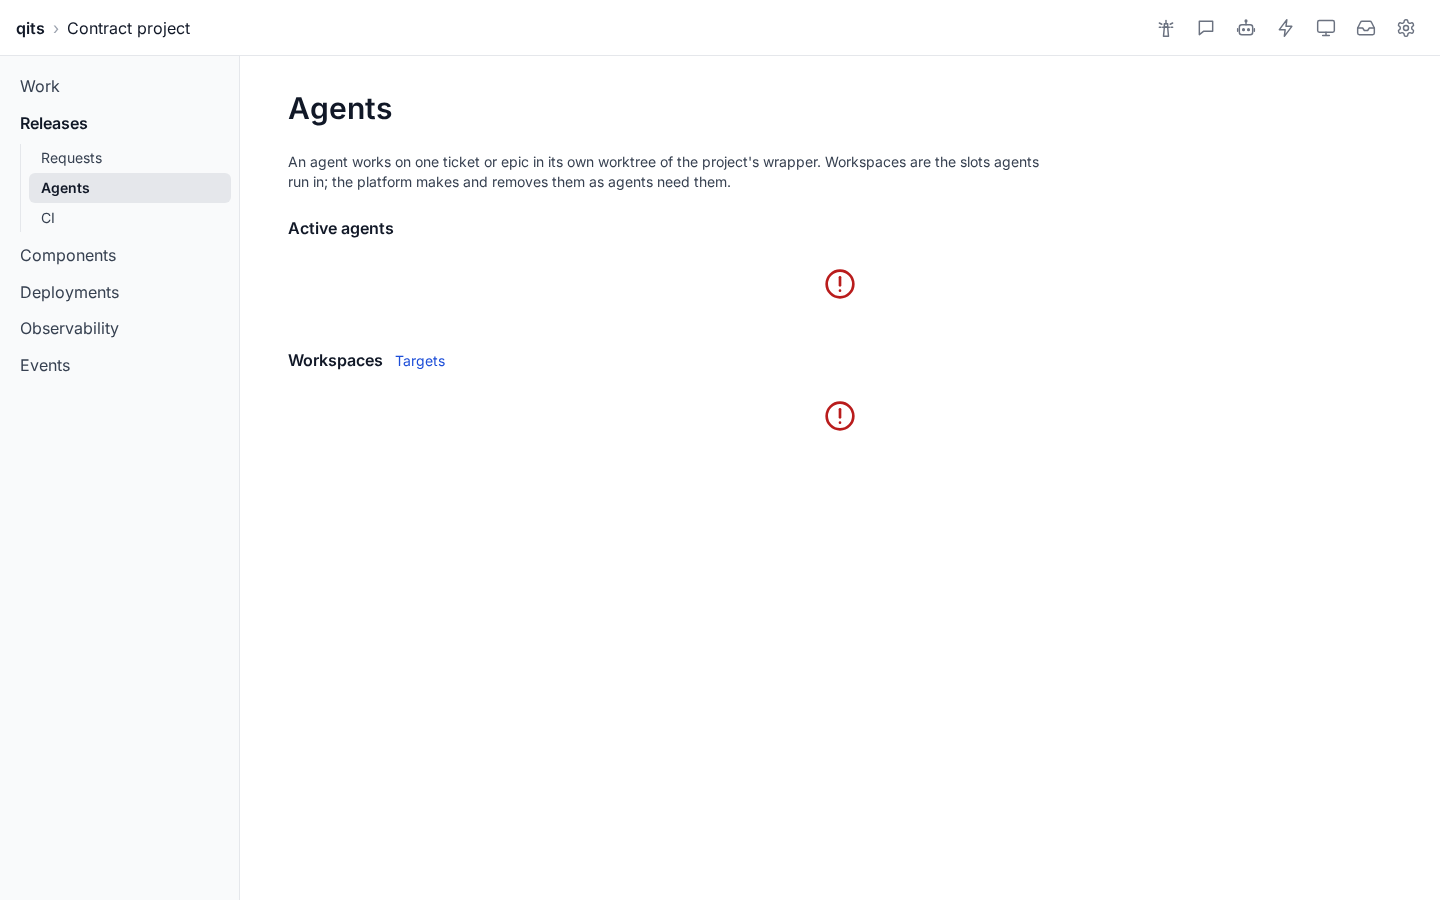 qits › Contract project
Work
Releases
Requests
Agents
CI
Components
Deployments
Observability
Events
Agents
An agent works on one ticket or epic in its own worktree of the project's wrapper. Workspaces are the slots agents
run in; the platform makes and removes them as agents need them.
Active agents
Workspaces Targets